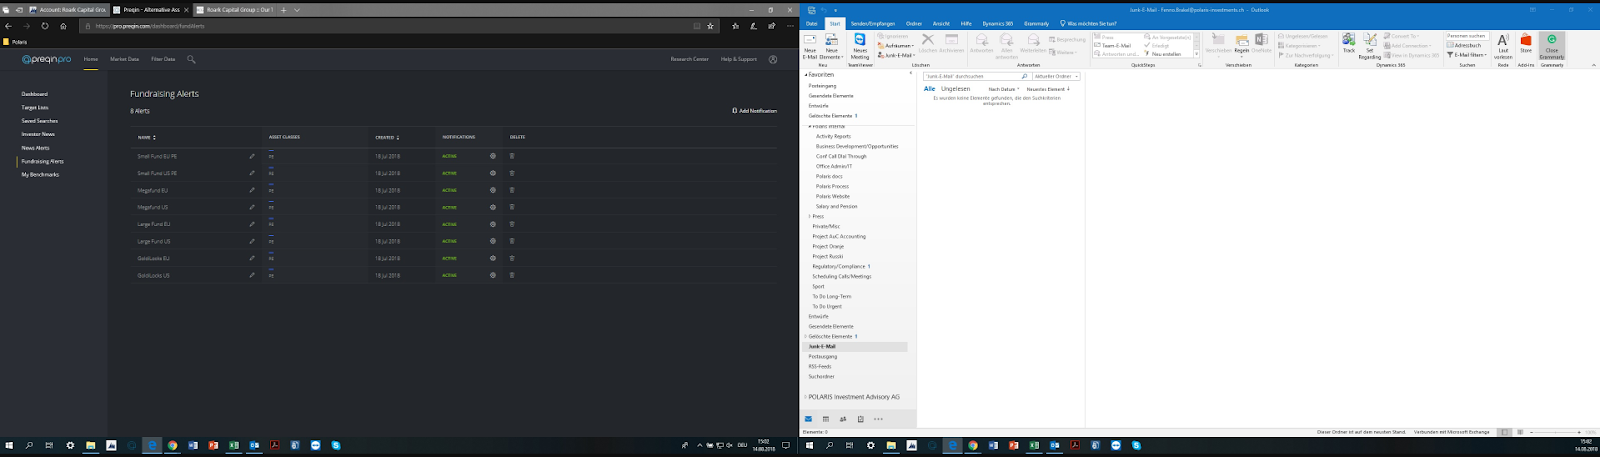 Account: Roark Capital Grou
Preqin - Alternative Ass
Roark Capital Group :: Our T
https://pro.preqin.com/dashboard/fundAlerts
Polaris
preqin pro
Home
Market Data
Filter Data
Research Center
Help & Support
Dashboard
Target Lists
Saved Searches
Investor News
News Alerts
Fundraising Alerts
My Benchmarks
Fundraising Alerts
8 Alerts
Add Notification
NAME
ASSET CLASSES
CREATED
NOTIFICATIONS
DELETE
Small Fund EU PE PE 18 Jul 2018 ACTIVE
Small Fund US PE PE 18 Jul 2018 ACTIVE
Megafund EU PE 18 Jul 2018 ACTIVE
Megafund US PE 18 Jul 2018 ACTIVE
Large Fund EU PE 18 Jul 2018 ACTIVE
Large Fund US PE 18 Jul 2018 ACTIVE
GoldiLocks EU PE 18 Jul 2018 ACTIVE
GoldiLocks US PE 18 Jul 2018 ACTIVE
DEU
15:02
14.08.2018
Datei
Start
Senden/Empfangen
Ordner
Ansicht
Hilfe
Dynamics 365
Grammarly
Was möchten Sie tun?
Neue E-Mail
Neue Elemente
Neu
Neues Meeting
TeamViewer
Ignorieren
Aufräumen
Junk-E-Mail
Löschen
Archivieren
Löschen
Antworten
Allen antworten
Weiterleiten
Besprechung
Weitere
Antworten
Team-E-Mail
Antworten und...
An Vorgesetzte(n)
Erledigt
Neu erstellen
QuickSteps
Verschieben
Regeln
OneNote
Verschieben
Ungelesen/Gelesen
Kategorisieren
Zur Nachverfolgung
Kategorien
Track
Set Regarding
Convert To
Add Connection
View in Dynamics 365
Dynamics 365
Personen suchen
Adressbuch
E-Mail filtern
Suchen
Laut vorlesen
Rede
Store
Add-Ins
Close Grammarly
Grammarly
Favoriten
Posteingang
Gesendete Elemente
Entwürfe
Gelöschte Elemente 1
Polaris Internal
Activity Reports
Business Development/Opportunities
Conf Call Dial Through
Office Admin/IT
Polaris docs
Polaris Process
Polaris Website
Salary and Pension
Press
Private/Misc
Project AuC Accounting
Project Oranje
Project Russki
Regulatory/Compliance 1
Scheduling Calls/Meetings
Sport
To Do Long-Term
To Do Urgent
Entwürfe
Gesendete Elemente
Gelöschte Elemente 1
Junk-E-Mail
Postausgang
RSS-Feeds
Suchordner
POLARIS Investment Advisory AG
"Junk-E-Mail" durchsuchen
Aktueller Ordner
Alle
Ungelesen
Nach Datum
Neuestes Element
Es wurden keine Elemente gefunden, die den Suchkriterien
entsprechen.
Elemente: 0
Dieser Ordner ist auf dem neuesten Stand.
Verbunden mit Microsoft Exchange
15:02
14.08.2018